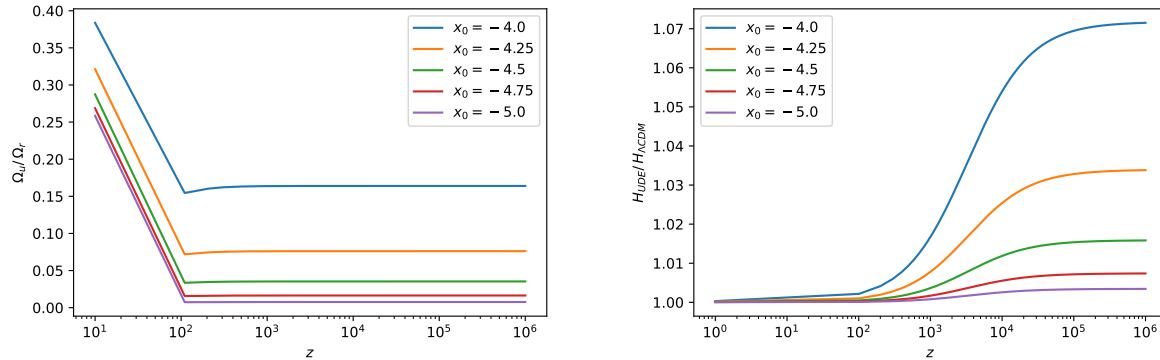 0.40
0.35
0.30
0.25
0.20
0.15
0.10
0.05
0.00
Ωu/Ωr
10¹ 10² 10³ 10⁴ 10⁵ 10⁶
z
x₀ = −4.0
x₀ = −4.25
x₀ = −4.5
x₀ = −4.75
x₀ = −5.0
1.07
1.06
1.05
1.04
1.03
1.02
1.01
1.00
H_UDE/H_ΛCDM
10⁰ 10¹ 10² 10³ 10⁴ 10⁵ 10⁶
z
x₀ = −4.0
x₀ = −4.25
x₀ = −4.5
x₀ = −4.75
x₀ = −5.0